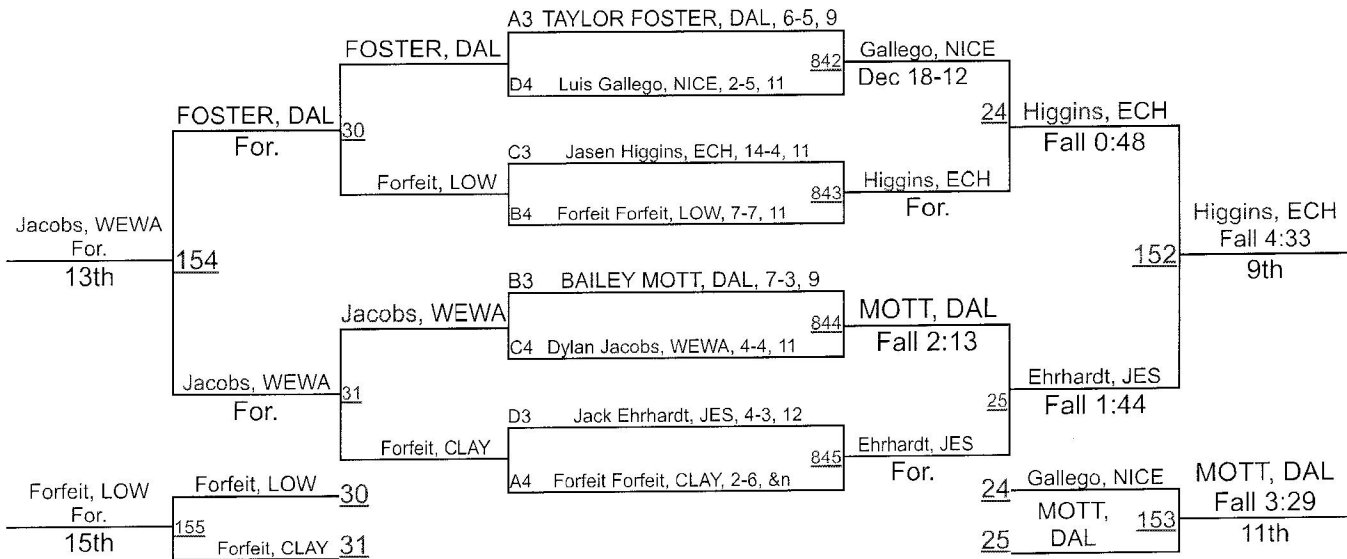 A3 TAYLOR FOSTER, DAL, 6-5, 9
FOSTER, DAL
842
Gallego, NICE
Dec 18-12
D4 Luis Gallego, NICE, 2-5, 11
FOSTER, DAL
For.
30
24
Higgins, ECH
Fall 0:48
C3 Jasen Higgins, ECH, 14-4, 11
Forfeit, LOW
843
Higgins, ECH
For.
B4 Forfeit Forfeit, LOW, 7-7, 11
Jacobs, WEWA
For.
13th
154
152
Higgins, ECH
Fall 4:33
9th
B3 BAILEY MOTT, DAL, 7-3, 9
Jacobs, WEWA
844
MOTT, DAL
Fall 2:13
C4 Dylan Jacobs, WEWA, 4-4, 11
Jacobs, WEWA
For.
31
25
Ehrhardt, JES
Fall 1:44
D3 Jack Ehrhardt, JES, 4-3, 12
Forfeit, CLAY
845
Ehrhardt, JES
For.
A4 Forfeit Forfeit, CLAY, 2-6, &n
Forfeit, LOW
For.
15th
Forfeit, LOW
30
155
Forfeit, CLAY
31
24
Gallego, NICE
MOTT,
DAL
25
153
MOTT, DAL
Fall 3:29
11th